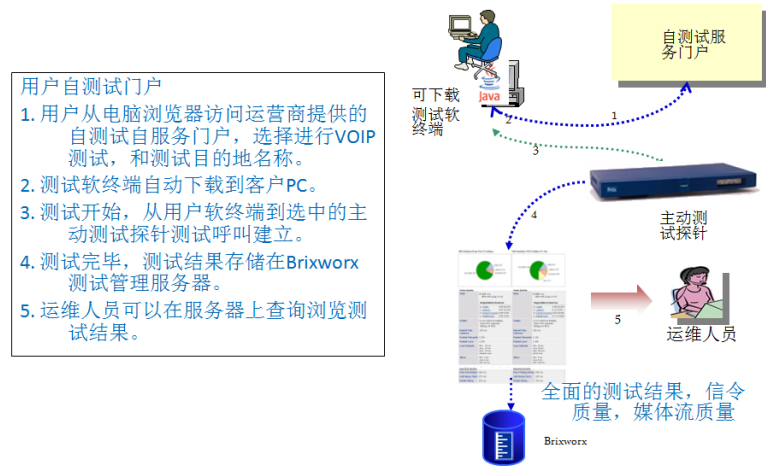 用户自测试门户
1. 用户从电脑浏览器访问运营商提供的
自测试自服务门户，选择进行VOIP
测试，和测试目的地名称。
2. 测试软终端自动下载到客户PC。
3. 测试开始，从用户软终端到选中的主
动测试探针测试呼叫建立。
4. 测试完毕，测试结果存储在Brixworx
测试管理服务器。
5. 运维人员可以在服务器上查询浏览测
试结果。
自测试服
务门户
Java
可下载
测试软
终端
1
2
3
Brix
主动测
试探针
4
5
运维人员
全面的测试结果，信令
质量，媒体流质量
Brixworx